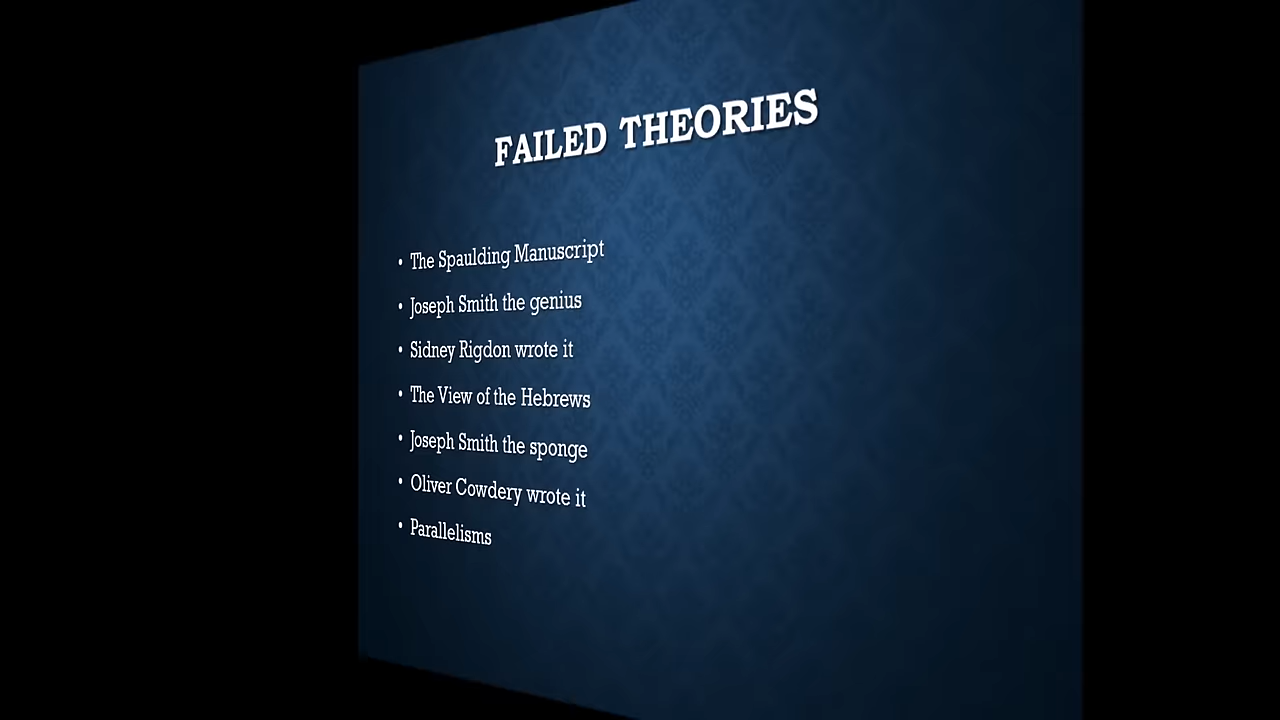 FAILED THEORIES
• The Spaulding Manuscript
• Joseph Smith the genius
• Sidney Rigdon wrote it
• The View of the Hebrews
• Joseph Smith the sponge
• Oliver Cowdery wrote it
• Parallelisms